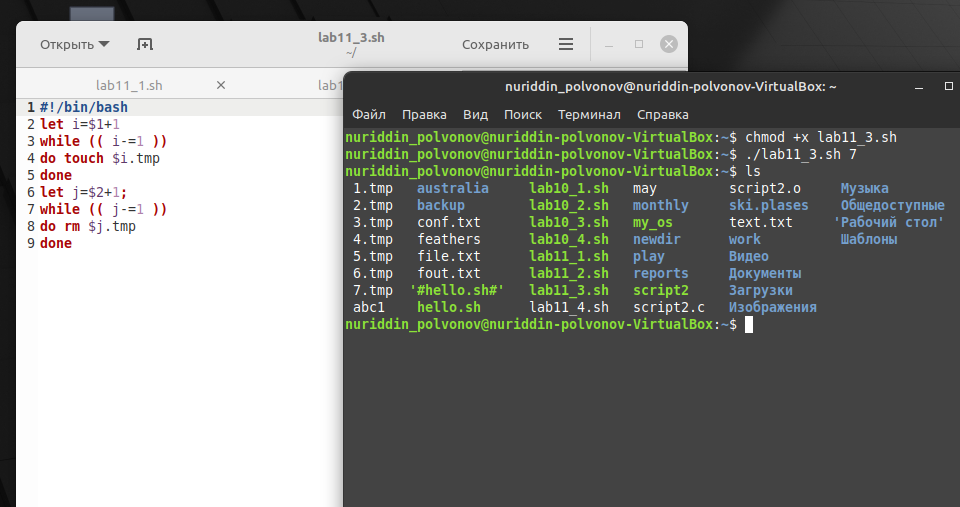 Открыть
lab11_3.sh
~/
Сохранить
lab11_1.sh
lab1
1 #!/bin/bash
2 let i=$1+1
3 while (( i-=1 ))
4 do touch $i.tmp
5 done
6 let j=$2+1;
7 while (( j-=1 ))
8 do rm $j.tmp
9 done
nuriddin_polvonov@nuriddin-polvonov-VirtualBox: ~
Файл Правка Вид Поиск Терминал Справка
nuriddin_polvonov@nuriddin-polvonov-VirtualBox:~$ chmod +x lab11_3.sh
nuriddin_polvonov@nuriddin-polvonov-VirtualBox:~$ ./lab11_3.sh 7
nuriddin_polvonov@nuriddin-polvonov-VirtualBox:~$ ls
1.tmp australia lab10_1.sh may script2.o Музыка
2.tmp backup lab10_2.sh monthly ski.plases Общедоступные
3.tmp conf.txt lab10_3.sh my_os text.txt 'Рабочий стол'
4.tmp feathers lab10_4.sh newdir work Шаблоны
5.tmp file.txt lab11_1.sh play Видео
6.tmp fout.txt lab11_2.sh reports Документы
7.tmp '#hello.sh#' lab11_3.sh script2 Загрузки
abc1 hello.sh lab11_4.sh script2.c Изображения
nuriddin_polvonov@nuriddin-polvonov-VirtualBox:~$